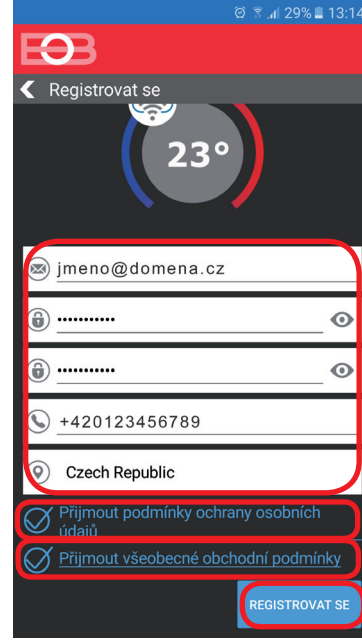 29% 13:14
EOB
Registrovat se
23°
jmeno@domena.cz
•••••••••••
•••••••••••
+420123456789
Czech Republic
Přijmout podmínky ochrany osobních
údajů
Přijmout všeobecné obchodní podmínky
REGISTROVAT SE